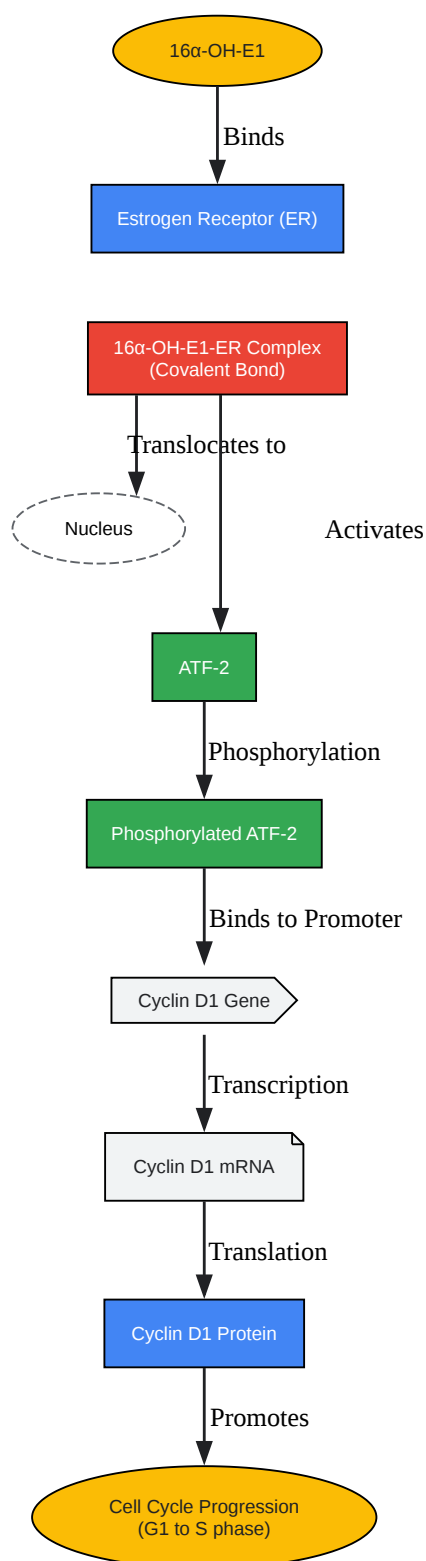 16α-OH-E1
Binds
Estrogen Receptor (ER)
16α-OH-E1-ER Complex
(Covalent Bond)
Translocates to
Nucleus
Activates
ATF-2
Phosphorylation
Phosphorylated ATF-2
Binds to Promoter
Cyclin D1 Gene
Transcription
Cyclin D1 mRNA
Translation
Cyclin D1 Protein
Promotes
Cell Cycle Progression
(G1 to S phase)